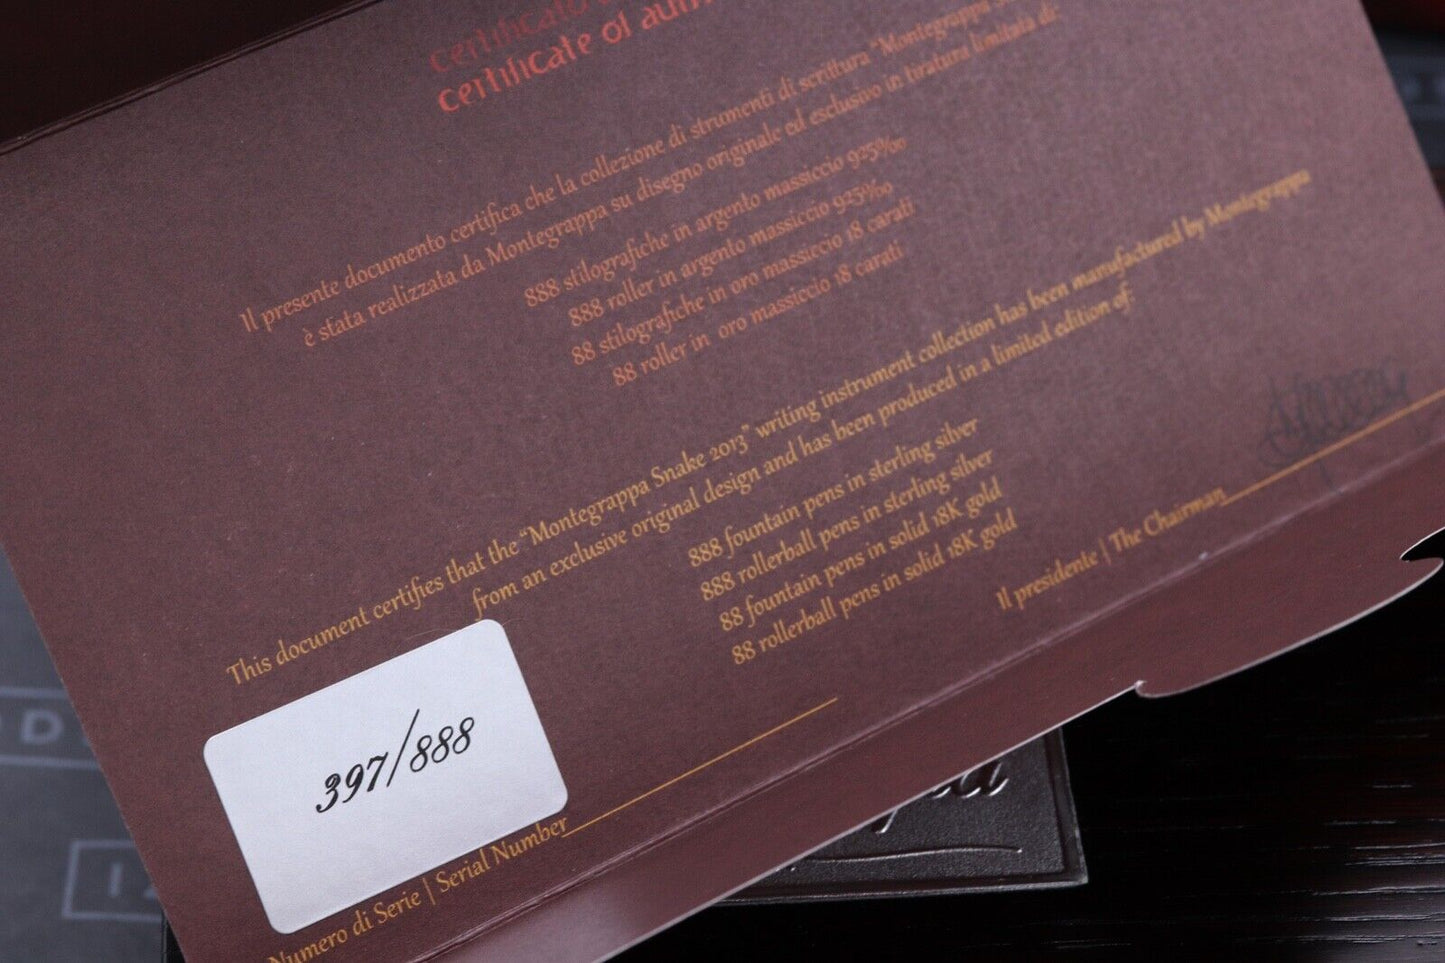 certificato
certificate of
Il presente documento certifica che la collezione di strumenti di scrittura “Montegrappa
è stata realizzata da Montegrappa su disegno originale ed esclusivo in tiratura limitata di:
888 stilografiche in argento massiccio 925‰
888 roller in argento massiccio 925‰
88 stilografiche in oro massiccio 18 carati
88 roller in oro massiccio 18 carati
This document certifies that the “Montegrappa Snake 2013” writing instrument collection has been manufactured by Montegrappa
from an exclusive original design and has been produced in a limited edition of:
888 fountain pens in sterling silver
888 rollerball pens in sterling silver
88 fountain pens in solid 18K gold
88 rollerball pens in solid 18K gold
Il presidente | The Chairman
397/888
Numero di Serie | Serial Number